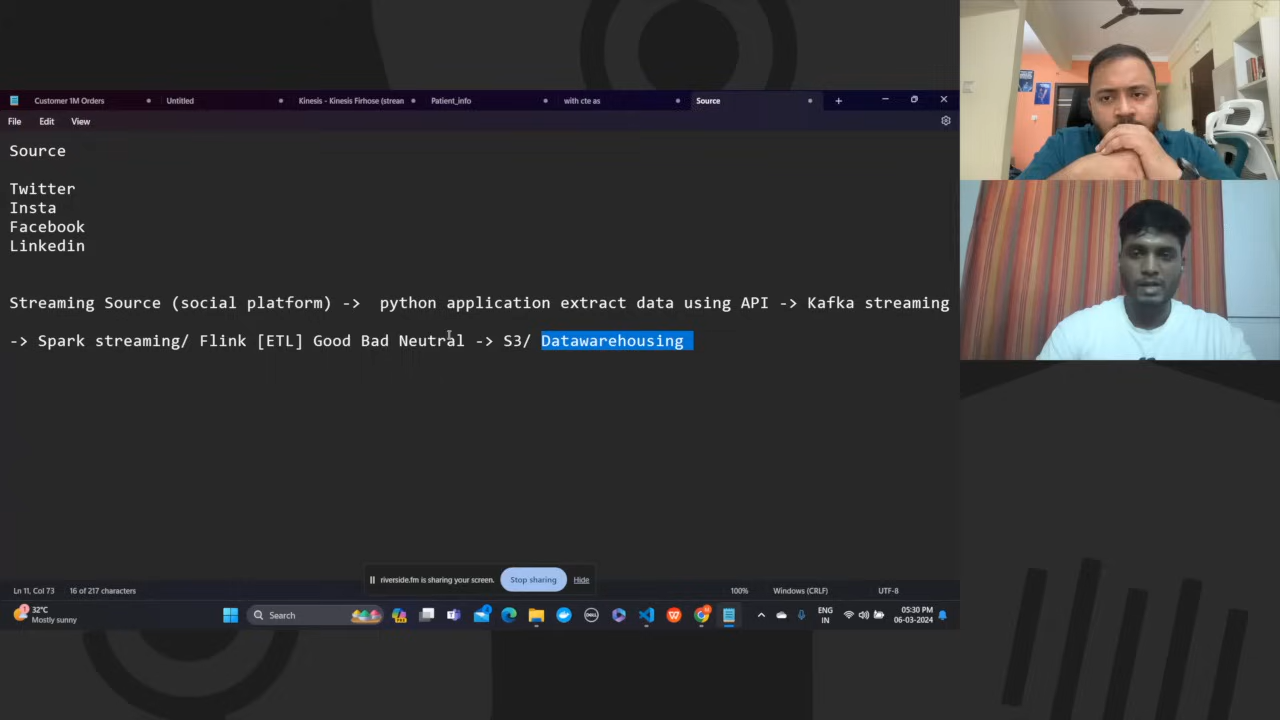 Customer 1M Orders
Untitled
Kinesis - Kinesis Firhose (strean
Patient_info
with cte as
Source
File Edit View
Source
Twitter
Insta
Facebook
Linkedin
Streaming Source (social platform) -> python application extract data using API -> Kafka streaming
-> Spark streaming/ Flink [ETL] Good Bad Neutral -> S3/ Datawarehousing
riverside.fm is sharing your screen. Stop sharing Hide
Ln 11, Col 73 16 of 217 characters 100% Windows (CRLF) UTF-8
32°C
Mostly sunny
Search
ENG
IN
05:30 PM
06-03-2024